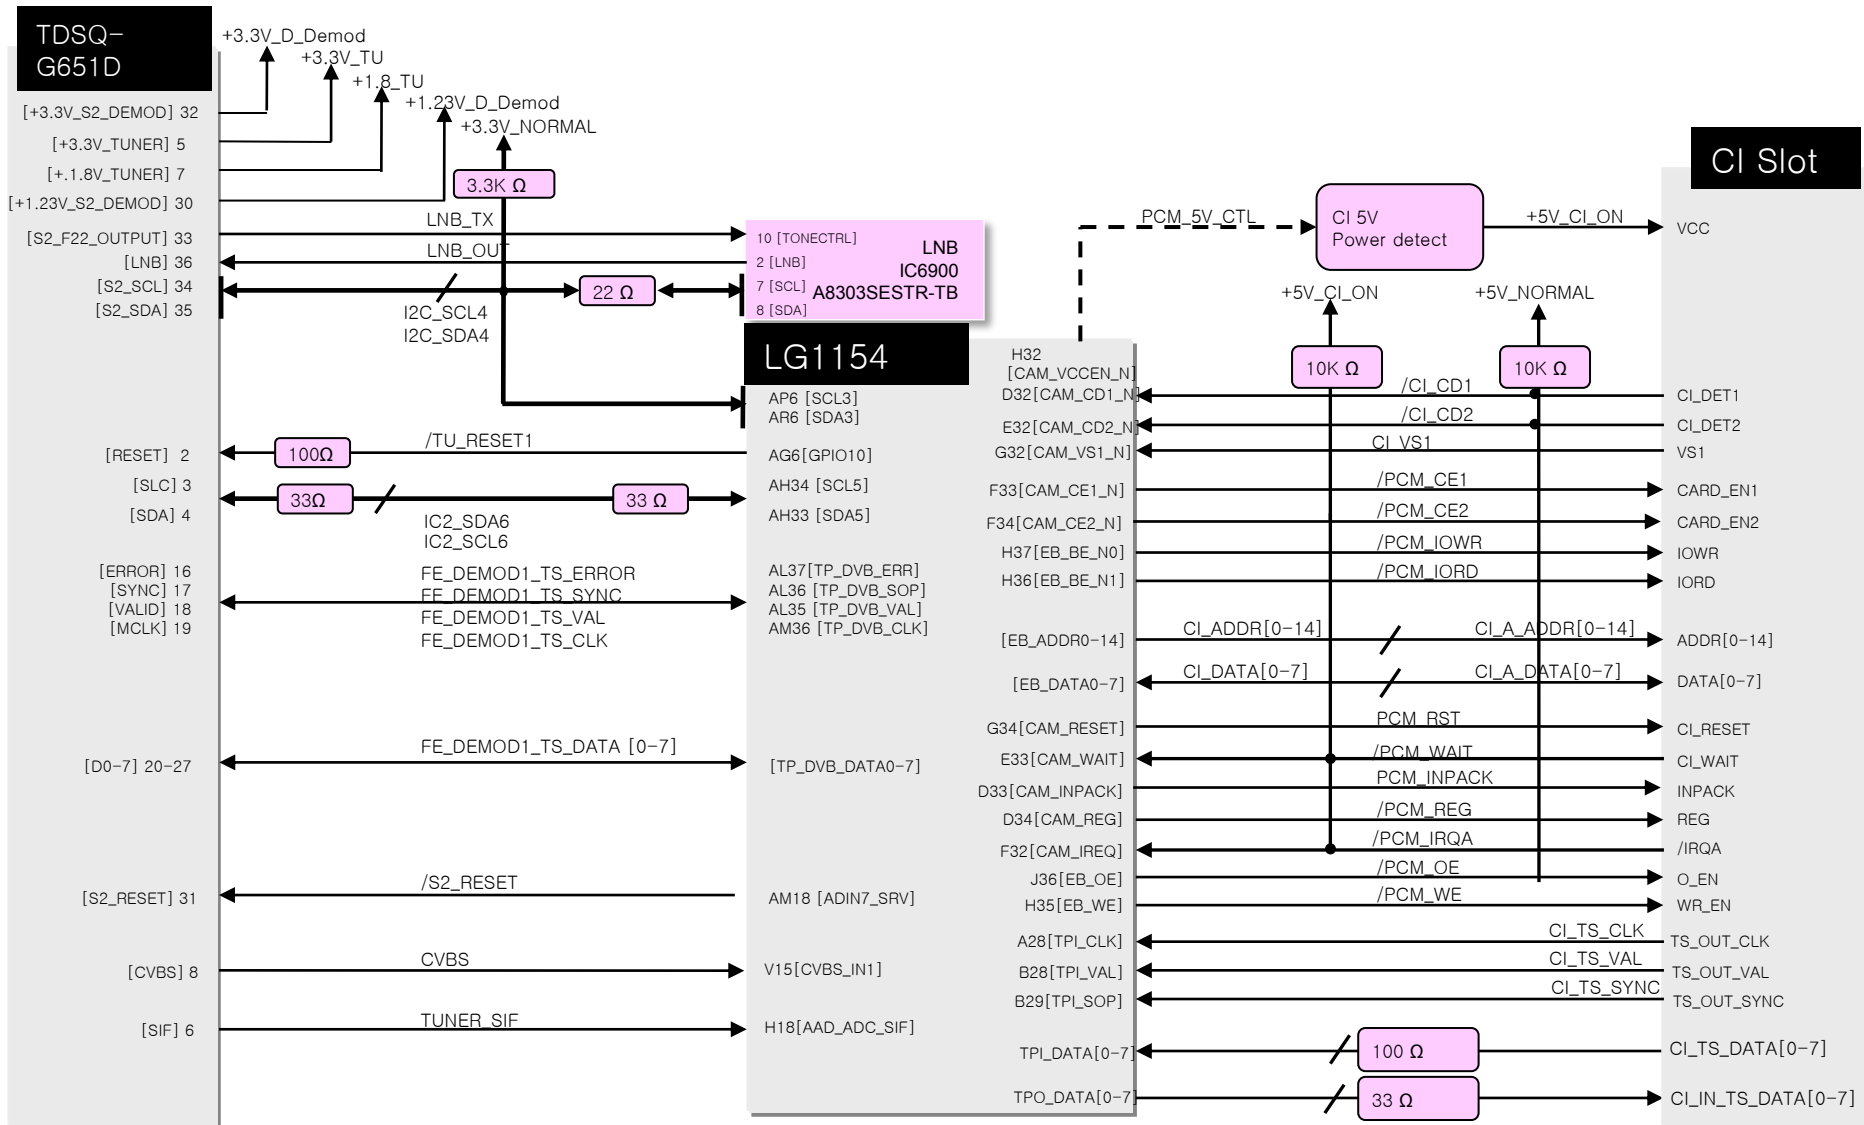 TDSQ-
G651D
+3.3V_D_Demod
+3.3V_TU
+1.8_TU
+1.23V_D_Demod
+3.3V_NORMAL
[+3.3V_S2_DEMOD] 32
[+3.3V_TUNER] 5
[+.1.8V_TUNER] 7
[+1.23V_S2_DEMOD] 30
[S2_F22_OUTPUT] 33
[LNB] 36
[S2_SCL] 34
[S2_SDA] 35
[RESET] 2
[SLC] 3
[SDA] 4
[ERROR] 16
[SYNC] 17
[VALID] 18
[MCLK] 19
[D0-7] 20-27
[S2_RESET] 31
[CVBS] 8
[SIF] 6
3.3K Ω
LNB_TX
LNB_OUT
22 Ω
I2C_SCL4
I2C_SDA4
/TU_RESET1
100Ω
33Ω
33 Ω
IC2_SDA6
IC2_SCL6
FE_DEMOD1_TS_ERROR
FE_DEMOD1_TS_SYNC
FE_DEMOD1_TS_VAL
FE_DEMOD1_TS_CLK
FE_DEMOD1_TS_DATA [0-7]
/S2_RESET
CVBS
TUNER_SIF
10 [TONECTRL]
2 [LNB]
7 [SCL]
8 [SDA]
LNB
IC6900
A8303SESTR-TB
LG1154
AP6 [SCL3]
AR6 [SDA3]
AG6[GPIO10]
AH34 [SCL5]
AH33 [SDA5]
AL37[TP_DVB_ERR]
AL36 [TP_DVB_SOP]
AL35 [TP_DVB_VAL]
AM36 [TP_DVB_CLK]
[TP_DVB_DATA0-7]
AM18 [ADIN7_SRV]
V15[CVBS_IN1]
H18[AAD_ADC_SIF]
H32
[CAM_VCCEN_N]
D32[CAM_CD1_N]
E32[CAM_CD2_N]
G32[CAM_VS1_N]
F33[CAM_CE1_N]
F34[CAM_CE2_N]
H37[EB_BE_N0]
H36[EB_BE_N1]
[EB_ADDR0-14]
[EB_DATA0-7]
G34[CAM_RESET]
E33[CAM_WAIT]
D33[CAM_INPACK]
D34[CAM_REG]
F32[CAM_IREQ]
J36[EB_OE]
H35[EB_WE]
A28[TPI_CLK]
B28[TPI_VAL]
B29[TPI_SOP]
TPI_DATA[0-7]
TPO_DATA[0-7]
PCM_5V_CTL
CI 5V
Power detect
+5V_CI_ON
+5V_CI_ON
+5V_NORMAL
10K Ω
10K Ω
/CI_CD1
/CI_CD2
CI_VS1
/PCM_CE1
/PCM_CE2
/PCM_IOWR
/PCM_IORD
CI_ADDR[0-14]
CI_A_ADDR[0-14]
CI_DATA[0-7]
CI_A_DATA[0-7]
PCM_RST
/PCM_WAIT
PCM_INPACK
/PCM_REG
/PCM_IRQA
/PCM_OE
/PCM_WE
CI_TS_CLK
CI_TS_VAL
CI_TS_SYNC
100 Ω
33 Ω
CI Slot
VCC
CI_DET1
CI_DET2
VS1
CARD_EN1
CARD_EN2
IOWR
IORD
ADDR[0-14]
DATA[0-7]
CI_RESET
CI_WAIT
INPACK
REG
/IRQA
O_EN
WR_EN
TS_OUT_CLK
TS_OUT_VAL
TS_OUT_SYNC
CI_TS_DATA[0-7]
CI_IN_TS_DATA[0-7]